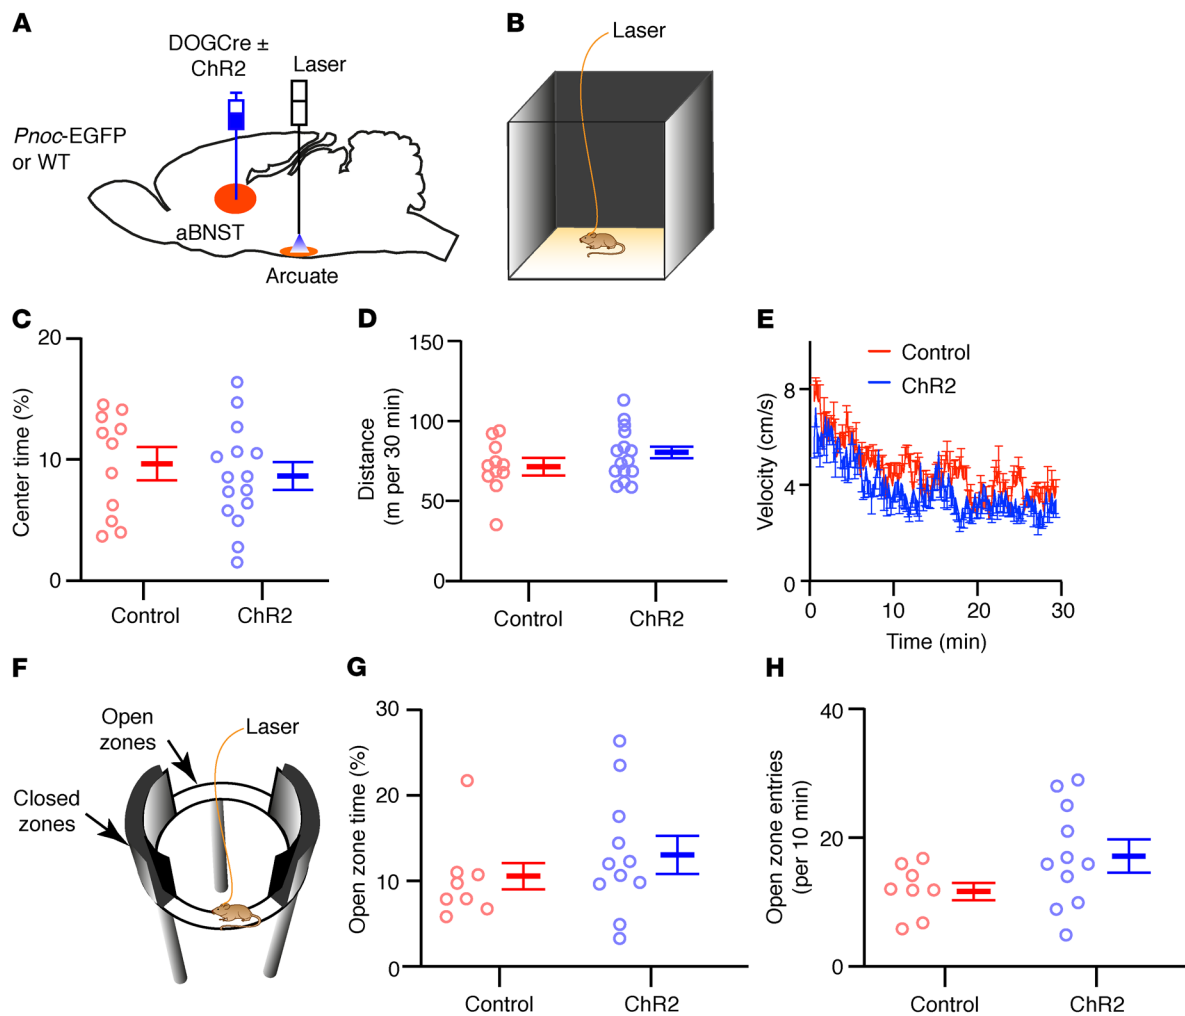 A
DOGCre ±
ChR2
Laser
Pnoc-EGFP
or WT
aBNST
Arcuate
B
Laser
C
Center time (%)
20
10
0
Control
ChR2
D
Distance
(m per 30 min)
150
100
50
0
Control
ChR2
E
Velocity (cm/s)
8
4
0
Control
ChR2
0
10
20
30
Time (min)
F
Open
zones
Laser
Closed
zones
G
Open zone time (%)
30
20
10
0
Control
ChR2
H
Open zone entries
(per 10 min)
40
20
0
Control
ChR2